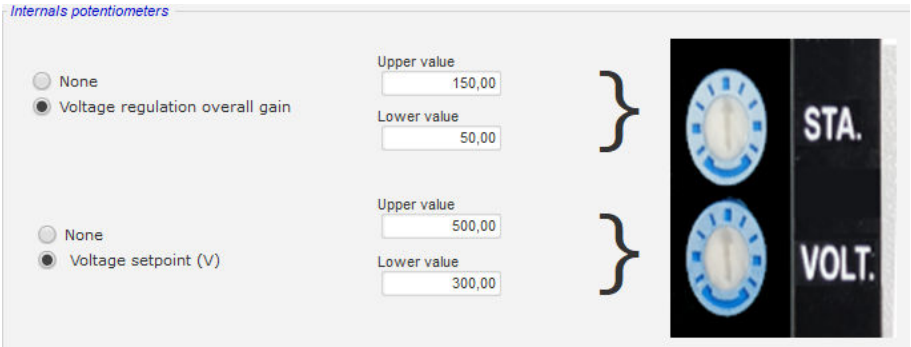 Internals potentiometers
None
Voltage regulation overall gain
Upper value
150,00
Lower value
50,00
STA.
None
Voltage setpoint (V)
Upper value
500,00
Lower value
300,00
VOLT.